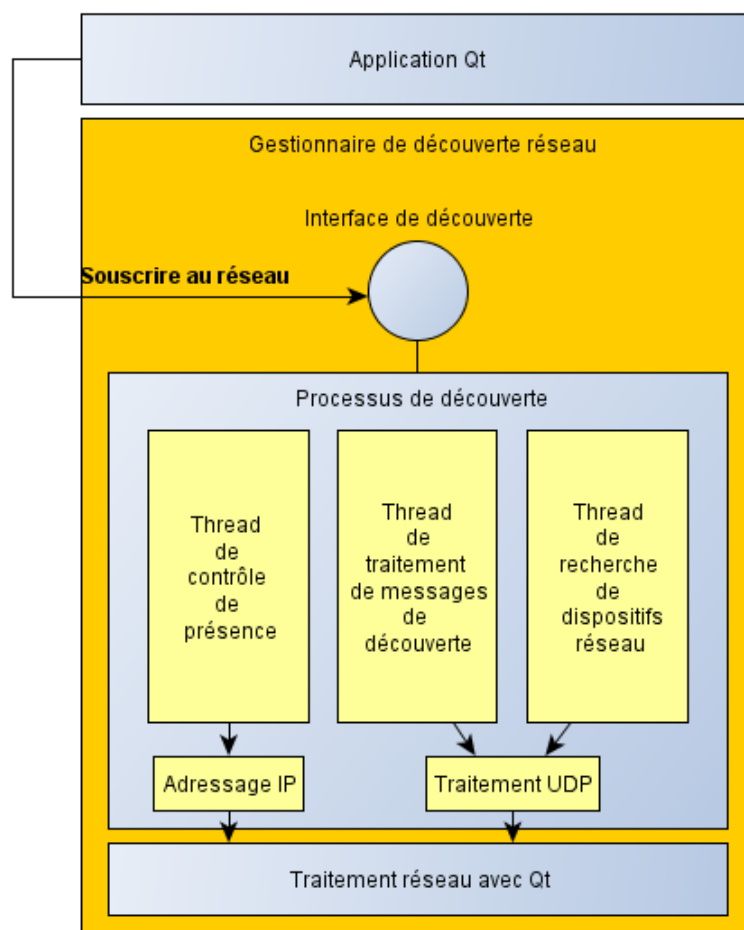 Application Qt
Gestionnaire de découverte réseau
Interface de découverte
Souscrire au réseau
Processus de découverte
Thread
de
contrôle
de
présence
Thread
de
traitement
de messages
de
découverte
Thread
de
recherche
de
dispositifs
réseau
Adressage IP
Traitement UDP
Traitement réseau avec Qt